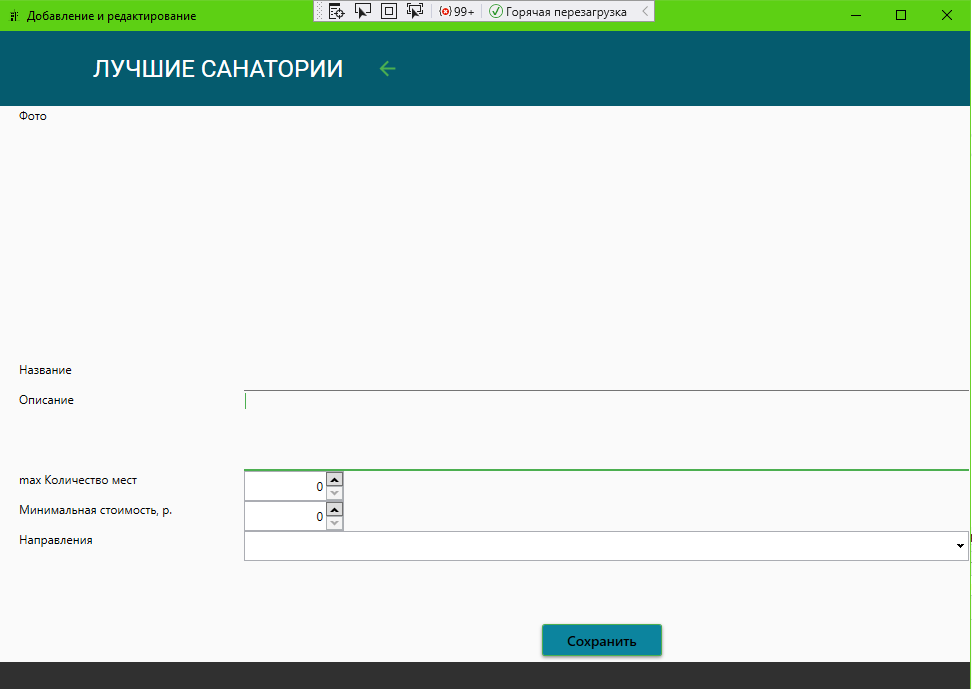 Добавление и редактирование
99+
Горячая перезагрузка
ЛУЧШИЕ САНАТОРИИ
Фото
Название
Описание
max Количество мест
0
Минимальная стоимость, р.
0
Направления
Сохранить